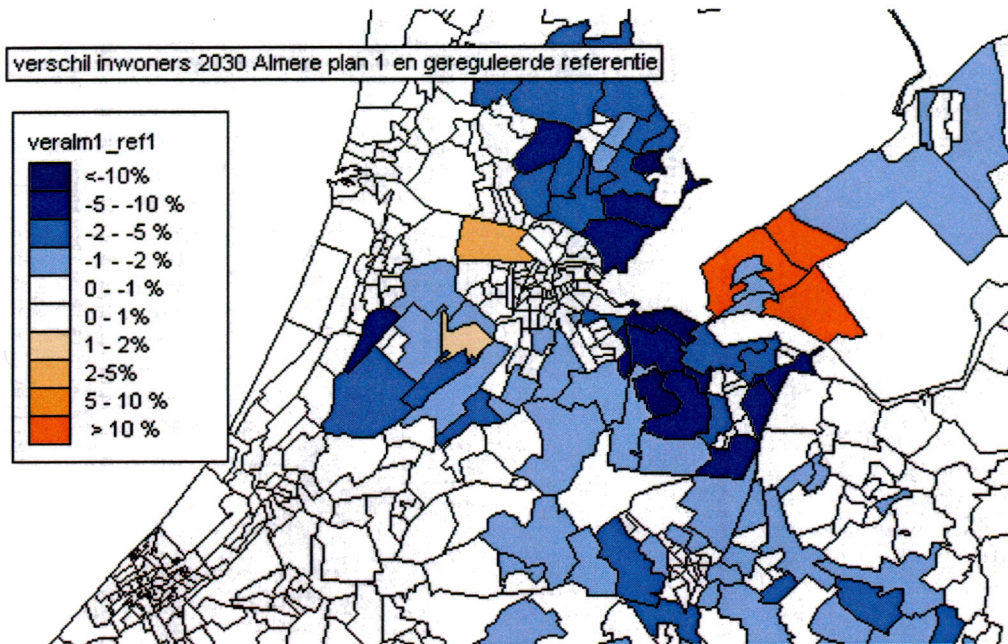 verschil inwoners 2030 Almere plan 1 en gereguleerde referentie
veralm1_ref1
<-10%
-5 - -10 %
-2 - -5 %
-1 - -2 %
0 - -1 %
0 - 1%
1 - 2%
2-5%
5 - 10 %
> 10 %